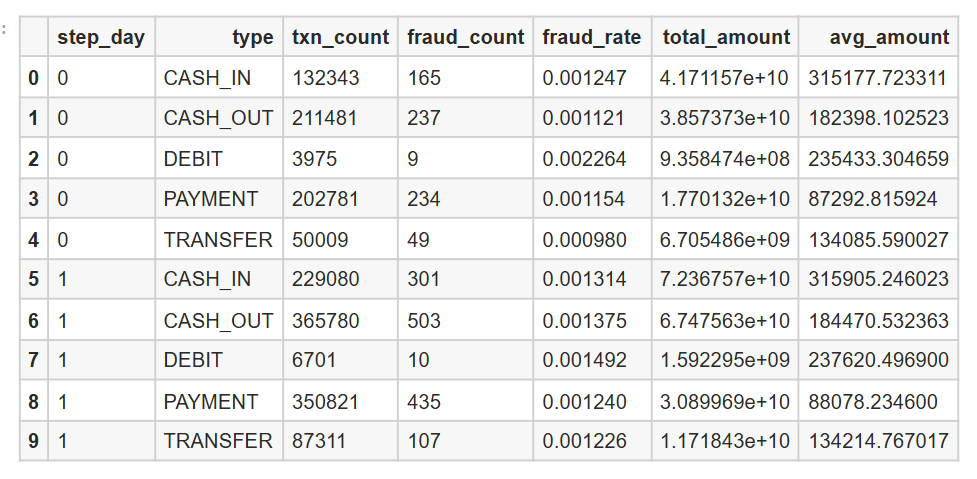 :
step_day type txn_count fraud_count fraud_rate total_amount avg_amount
0 0 CASH_IN 132343 165 0.001247 4.171157e+10 315177.723311
1 0 CASH_OUT 211481 237 0.001121 3.857373e+10 182398.102523
2 0 DEBIT 3975 9 0.002264 9.358474e+08 235433.304659
3 0 PAYMENT 202781 234 0.001154 1.770132e+10 87292.815924
4 0 TRANSFER 50009 49 0.000980 6.705486e+09 134085.590027
5 1 CASH_IN 229080 301 0.001314 7.236757e+10 315905.246023
6 1 CASH_OUT 365780 503 0.001375 6.747563e+10 184470.532363
7 1 DEBIT 6701 10 0.001492 1.592295e+09 237620.496900
8 1 PAYMENT 350821 435 0.001240 3.089969e+10 88078.234600
9 1 TRANSFER 87311 107 0.001226 1.171843e+10 134214.767017